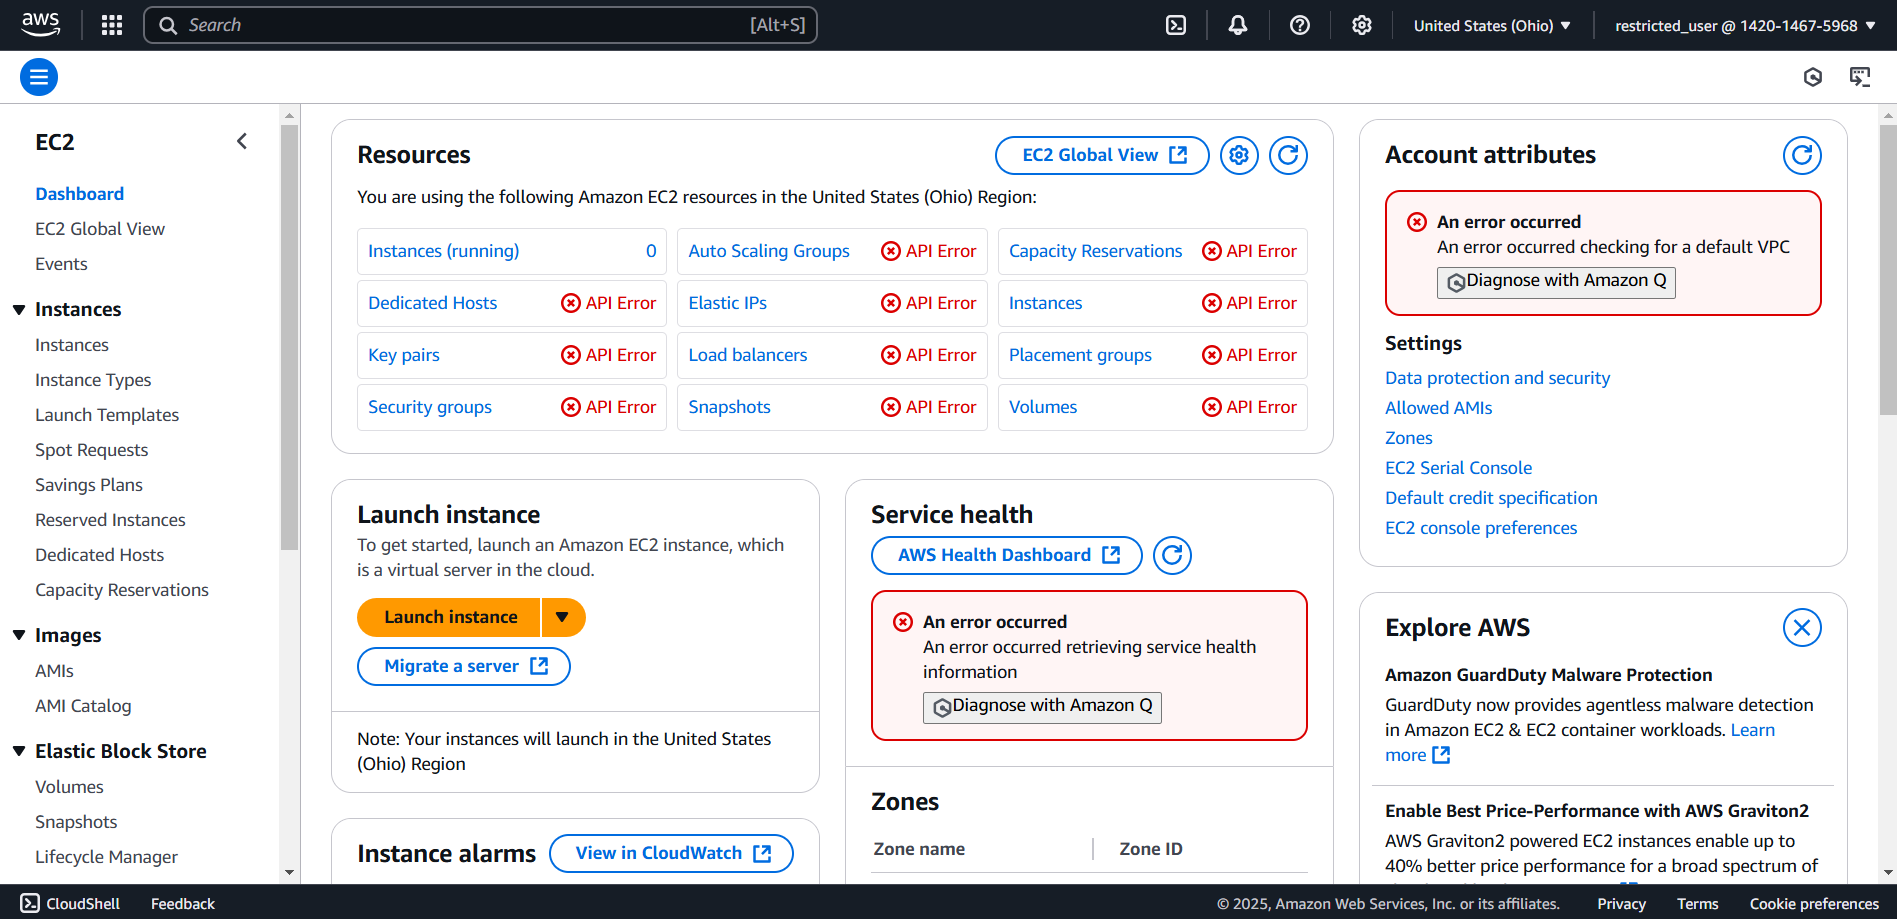 aws
Search [Alt+S]
United States (Ohio)
restricted_user @ 1420-1467-5968
EC2
Dashboard
EC2 Global View
Events
Instances
Instances
Instance Types
Launch Templates
Spot Requests
Savings Plans
Reserved Instances
Dedicated Hosts
Capacity Reservations
Images
AMIs
AMI Catalog
Elastic Block Store
Volumes
Snapshots
Lifecycle Manager
Resources
EC2 Global View
You are using the following Amazon EC2 resources in the United States (Ohio) Region:
Instances (running) 0
Auto Scaling Groups API Error
Capacity Reservations API Error
Dedicated Hosts API Error
Elastic IPs API Error
Instances API Error
Key pairs API Error
Load balancers API Error
Placement groups API Error
Security groups API Error
Snapshots API Error
Volumes API Error
Launch instance
To get started, launch an Amazon EC2 instance, which
is a virtual server in the cloud.
Launch instance
Migrate a server
Note: Your instances will launch in the United States
(Ohio) Region
Instance alarms
View in CloudWatch
Service health
AWS Health Dashboard
An error occurred
An error occurred retrieving service health
information
Diagnose with Amazon Q
Zones
Zone name
Zone ID
Account attributes
An error occurred
An error occurred checking for a default VPC
Diagnose with Amazon Q
Settings
Data protection and security
Allowed AMIs
Zones
EC2 Serial Console
Default credit specification
EC2 console preferences
Explore AWS
Amazon GuardDuty Malware Protection
GuardDuty now provides agentless malware detection
in Amazon EC2 & EC2 container workloads. Learn
more
Enable Best Price-Performance with AWS Graviton2
AWS Graviton2 powered EC2 instances enable up to
40% better price performance for a broad spectrum of
CloudShell
Feedback
© 2025, Amazon Web Services, Inc. or its affiliates.
Privacy
Terms
Cookie preferences